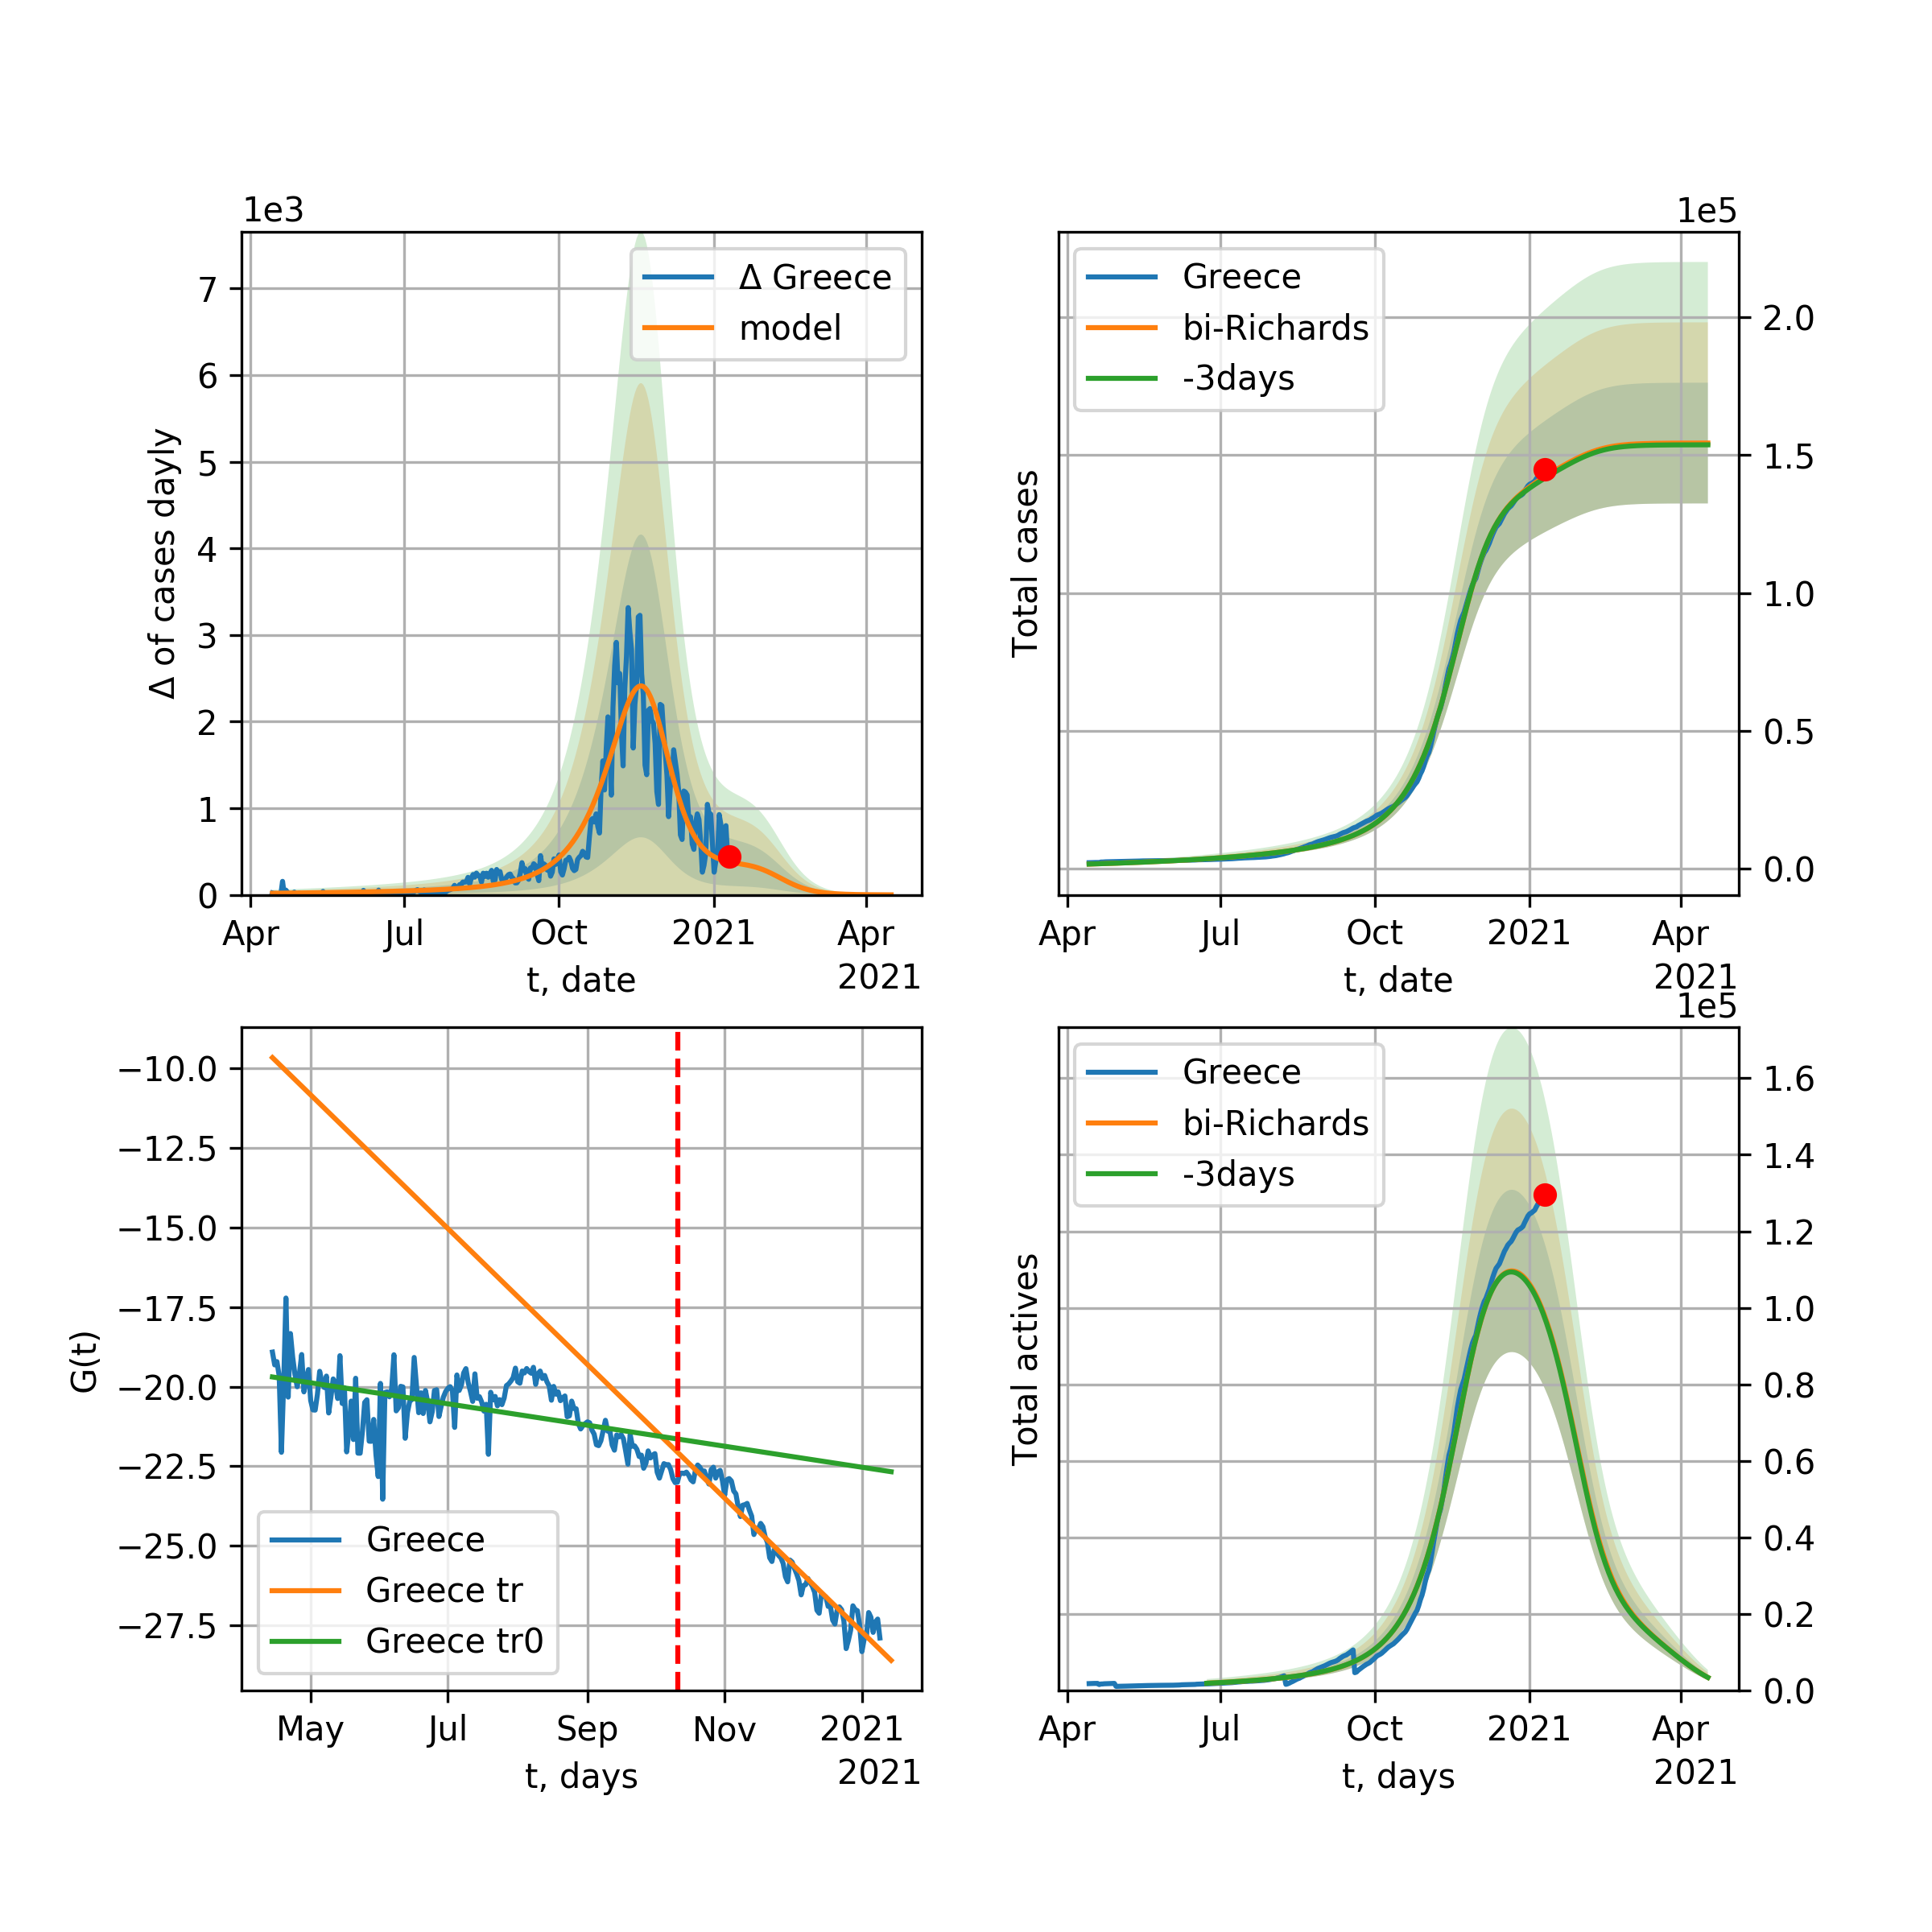 1e3
Δ of cases dayly
7
6
5
4
3
2
1
0
Δ Greece
model
Apr
Jul
Oct
2021
Apr
2021
t, date
1e5
Total cases
Greece
bi-Richards
-3days
2.0
1.5
1.0
0.5
0.0
Apr
Jul
Oct
2021
Apr
2021
t, date
G(t)
−10.0
−12.5
−15.0
−17.5
−20.0
−22.5
−25.0
−27.5
Greece
Greece tr
Greece tr0
May
Jul
Sep
Nov
2021
2021
t, days
1e5
Total actives
Greece
bi-Richards
-3days
1.6
1.4
1.2
1.0
0.8
0.6
0.4
0.2
0.0
Apr
Jul
Oct
2021
Apr
2021
t, days